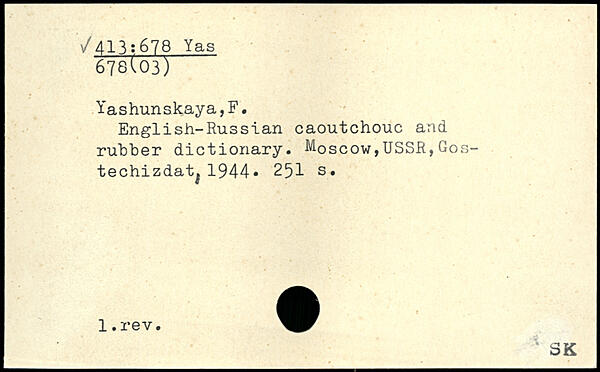 ✓ 413:678 Yas
678(03)
Yashunskaya,F.
English-Russian caoutchouc and
rubber dictionary. Moscow,USSR,Gos-
techizdat, 1944. 251 s.
1.rev.
SK